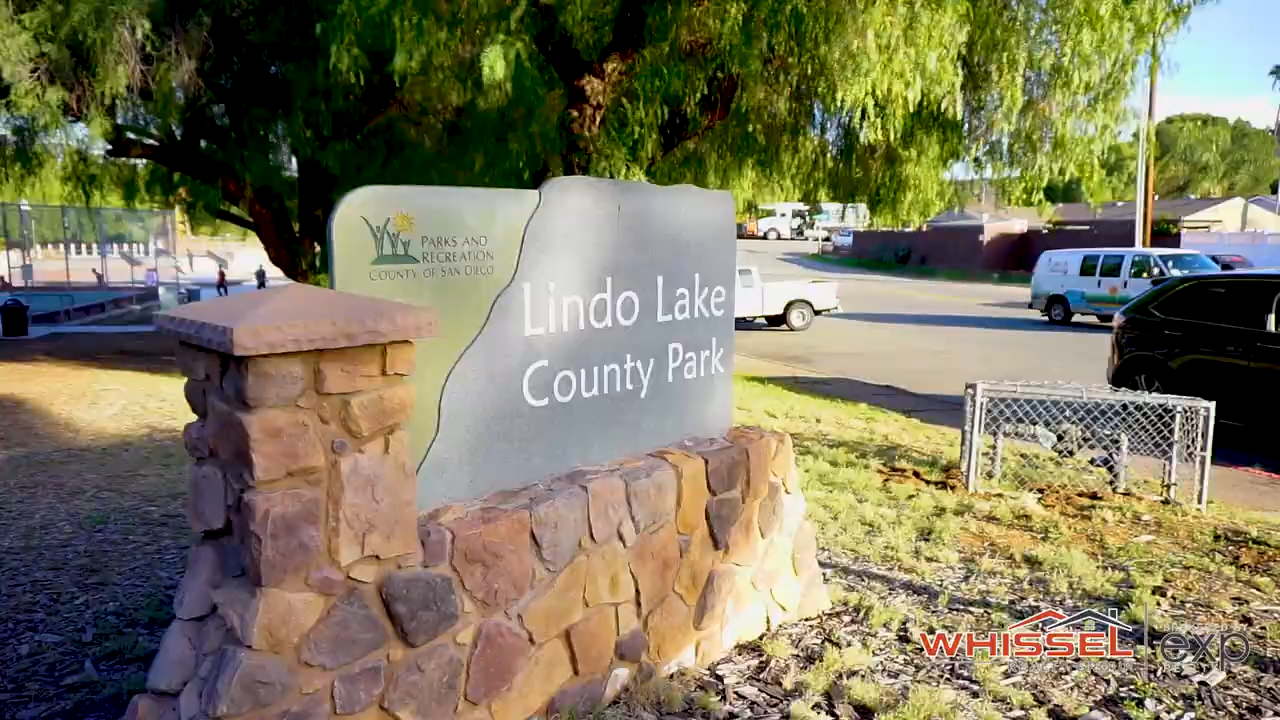 PARKS AND
RECREATION
COUNTY OF SAN DIEGO
Lindo Lake
County Park
WHISSEL
exp